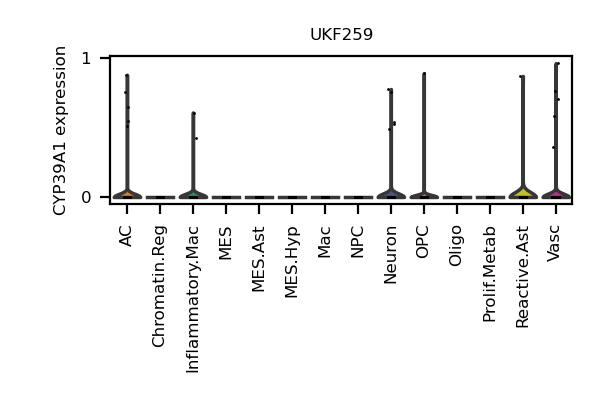 UKF259
CYP39A1 expression
1
0
AC
Chromatin.Reg
Inflammatory.Mac
MES
MES.Ast
MES.Hyp
Mac
NPC
Neuron
OPC
Oligo
Prolif.Metab
Reactive.Ast
Vasc